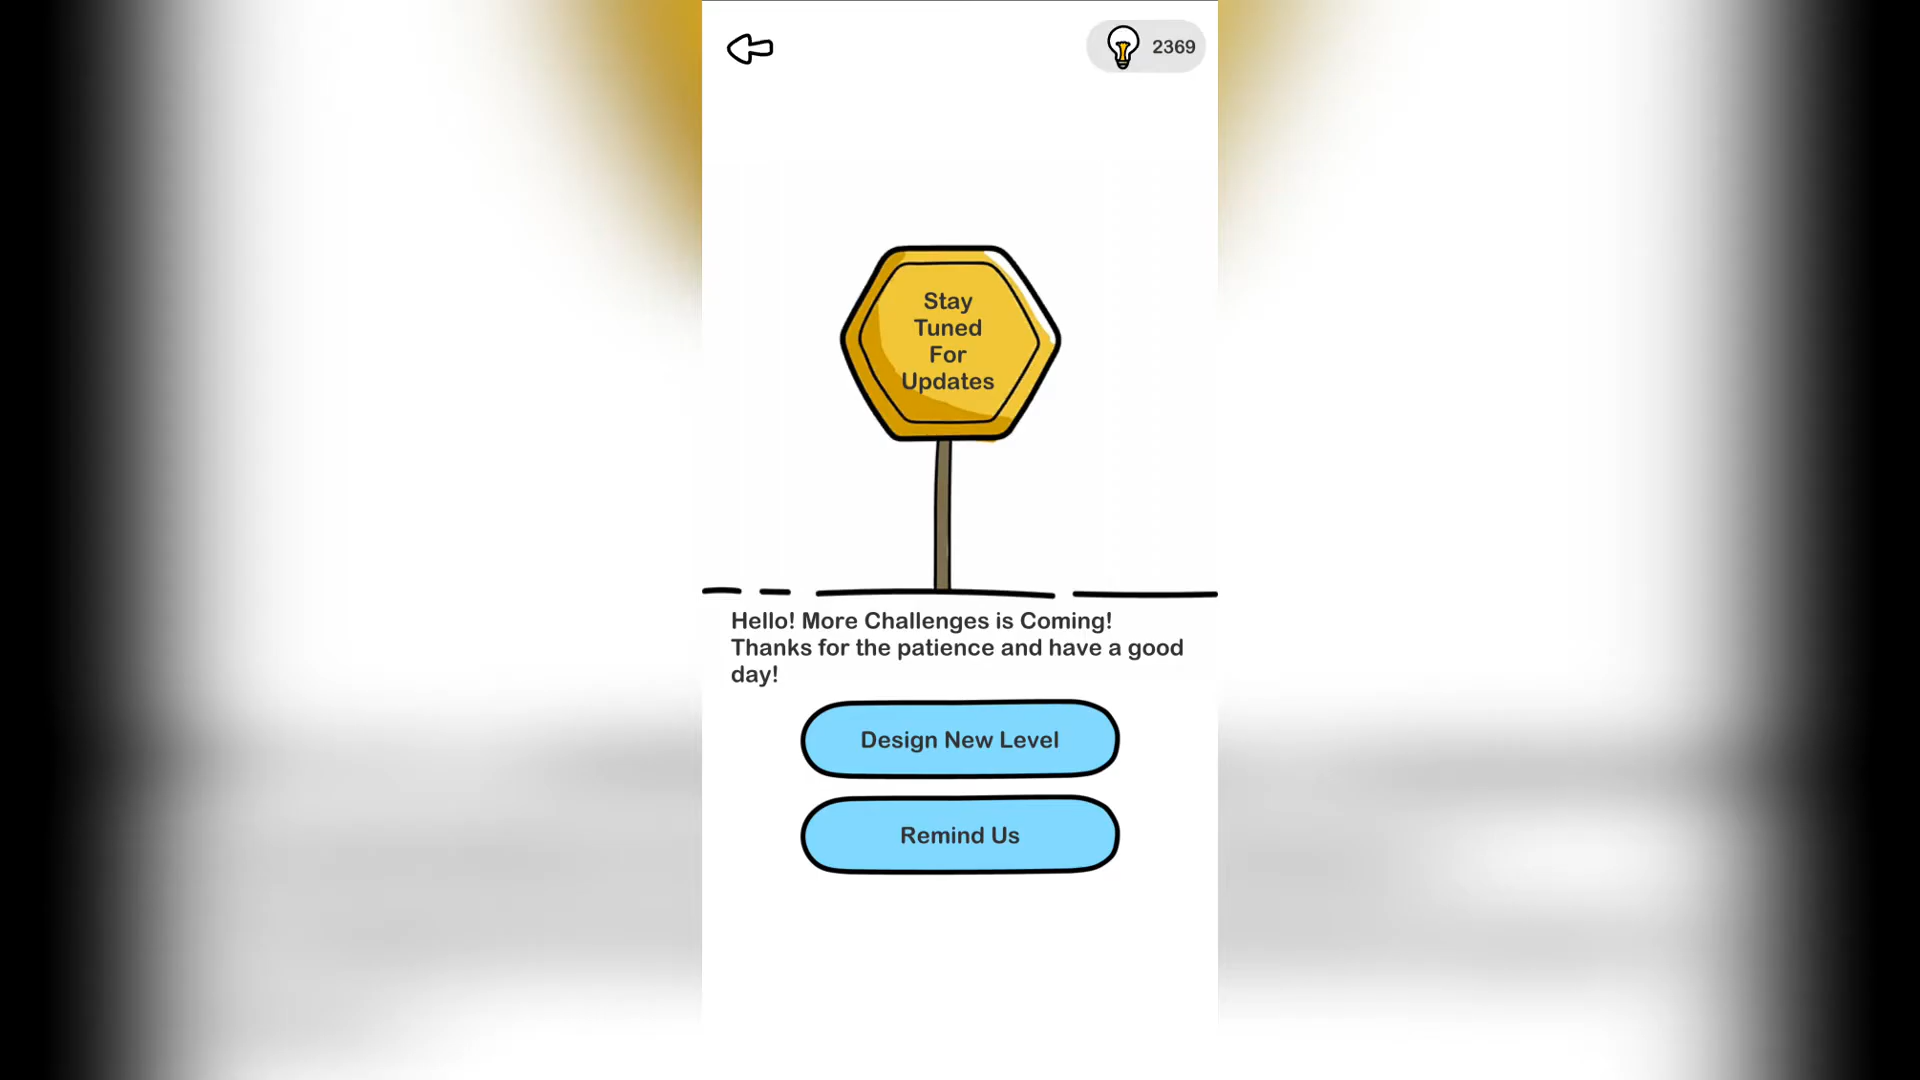 2369
Stay
Tuned
For
Updates
Hello! More Challenges is Coming!
Thanks for the patience and have a good
day!
Design New Level
Remind Us